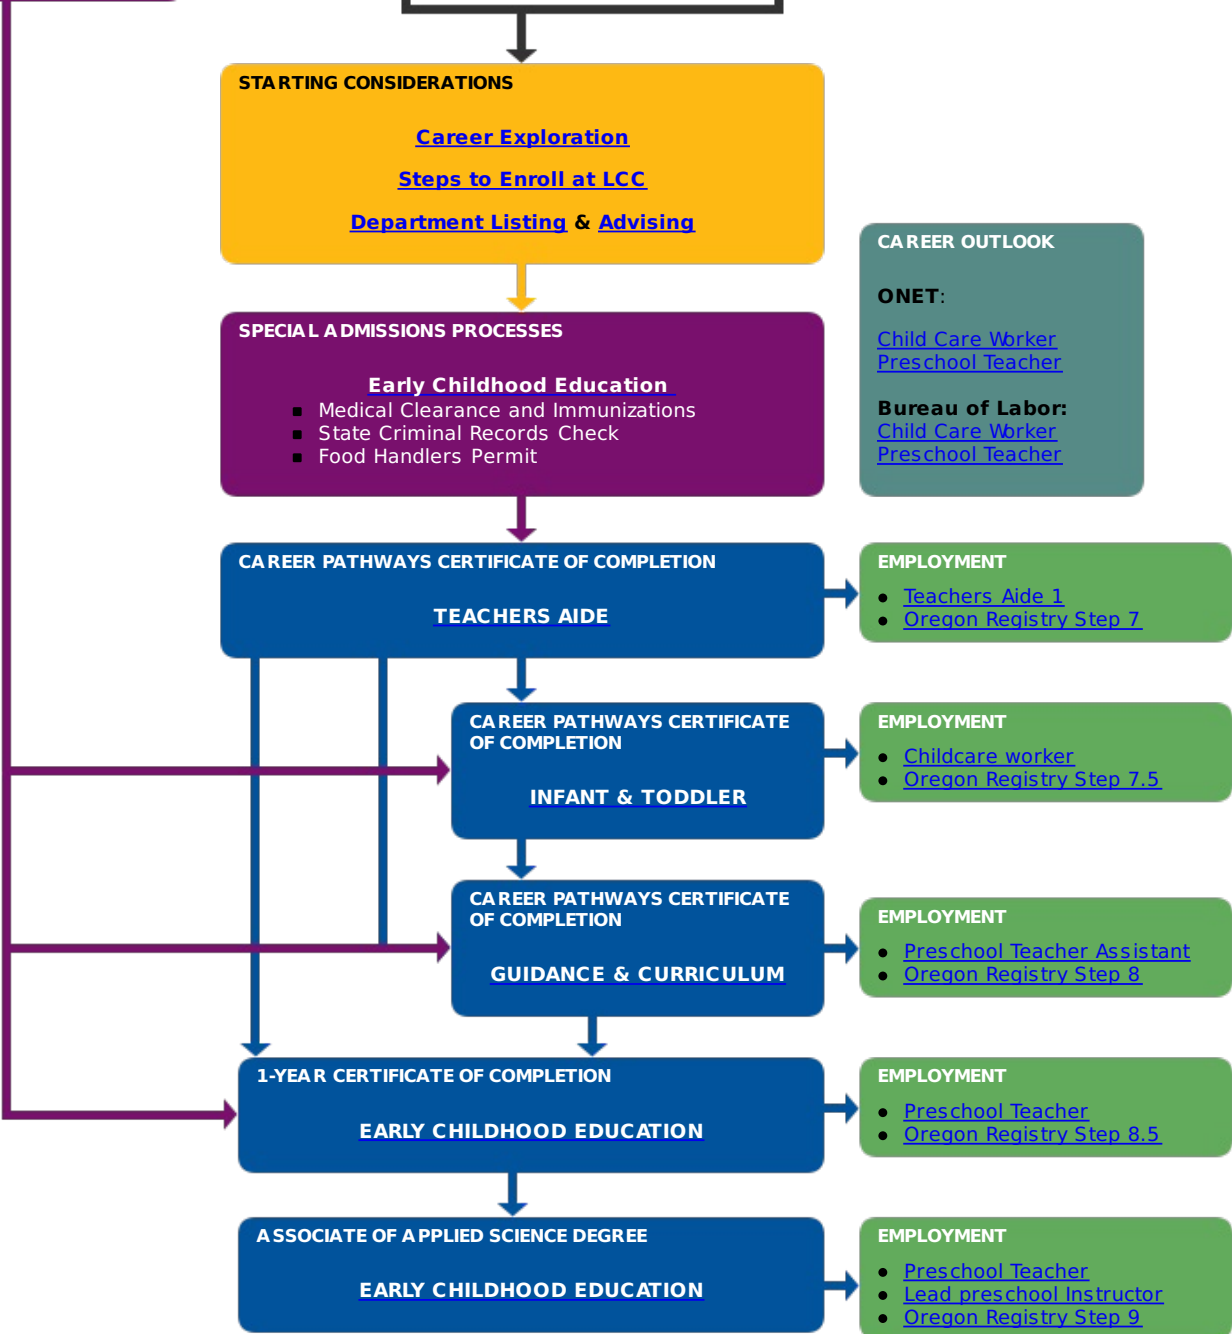 STARTING CONSIDERATIONS
Career Exploration
Steps to Enroll at LCC
Department Listing & Advising
CAREER OUTLOOK
ONET:
Child Care Worker
Preschool Teacher
Bureau of Labor:
Child Care Worker
Preschool Teacher
SPECIAL ADMISSIONS PROCESSES
Early Childhood Education
▪ Medical Clearance and Immunizations
▪ State Criminal Records Check
▪ Food Handlers Permit
CAREER PATHWAYS CERTIFICATE OF COMPLETION
TEACHERS AIDE
EMPLOYMENT
• Teachers Aide 1
• Oregon Registry Step 7
CAREER PATHWAYS CERTIFICATE
OF COMPLETION
INFANT & TODDLER
EMPLOYMENT
• Childcare worker
• Oregon Registry Step 7.5
CAREER PATHWAYS CERTIFICATE
OF COMPLETION
GUIDANCE & CURRICULUM
EMPLOYMENT
• Preschool Teacher Assistant
• Oregon Registry Step 8
1-YEAR CERTIFICATE OF COMPLETION
EARLY CHILDHOOD EDUCATION
EMPLOYMENT
• Preschool Teacher
• Oregon Registry Step 8.5
ASSOCIATE OF APPLIED SCIENCE DEGREE
EARLY CHILDHOOD EDUCATION
EMPLOYMENT
• Preschool Teacher
• Lead preschool Instructor
• Oregon Registry Step 9